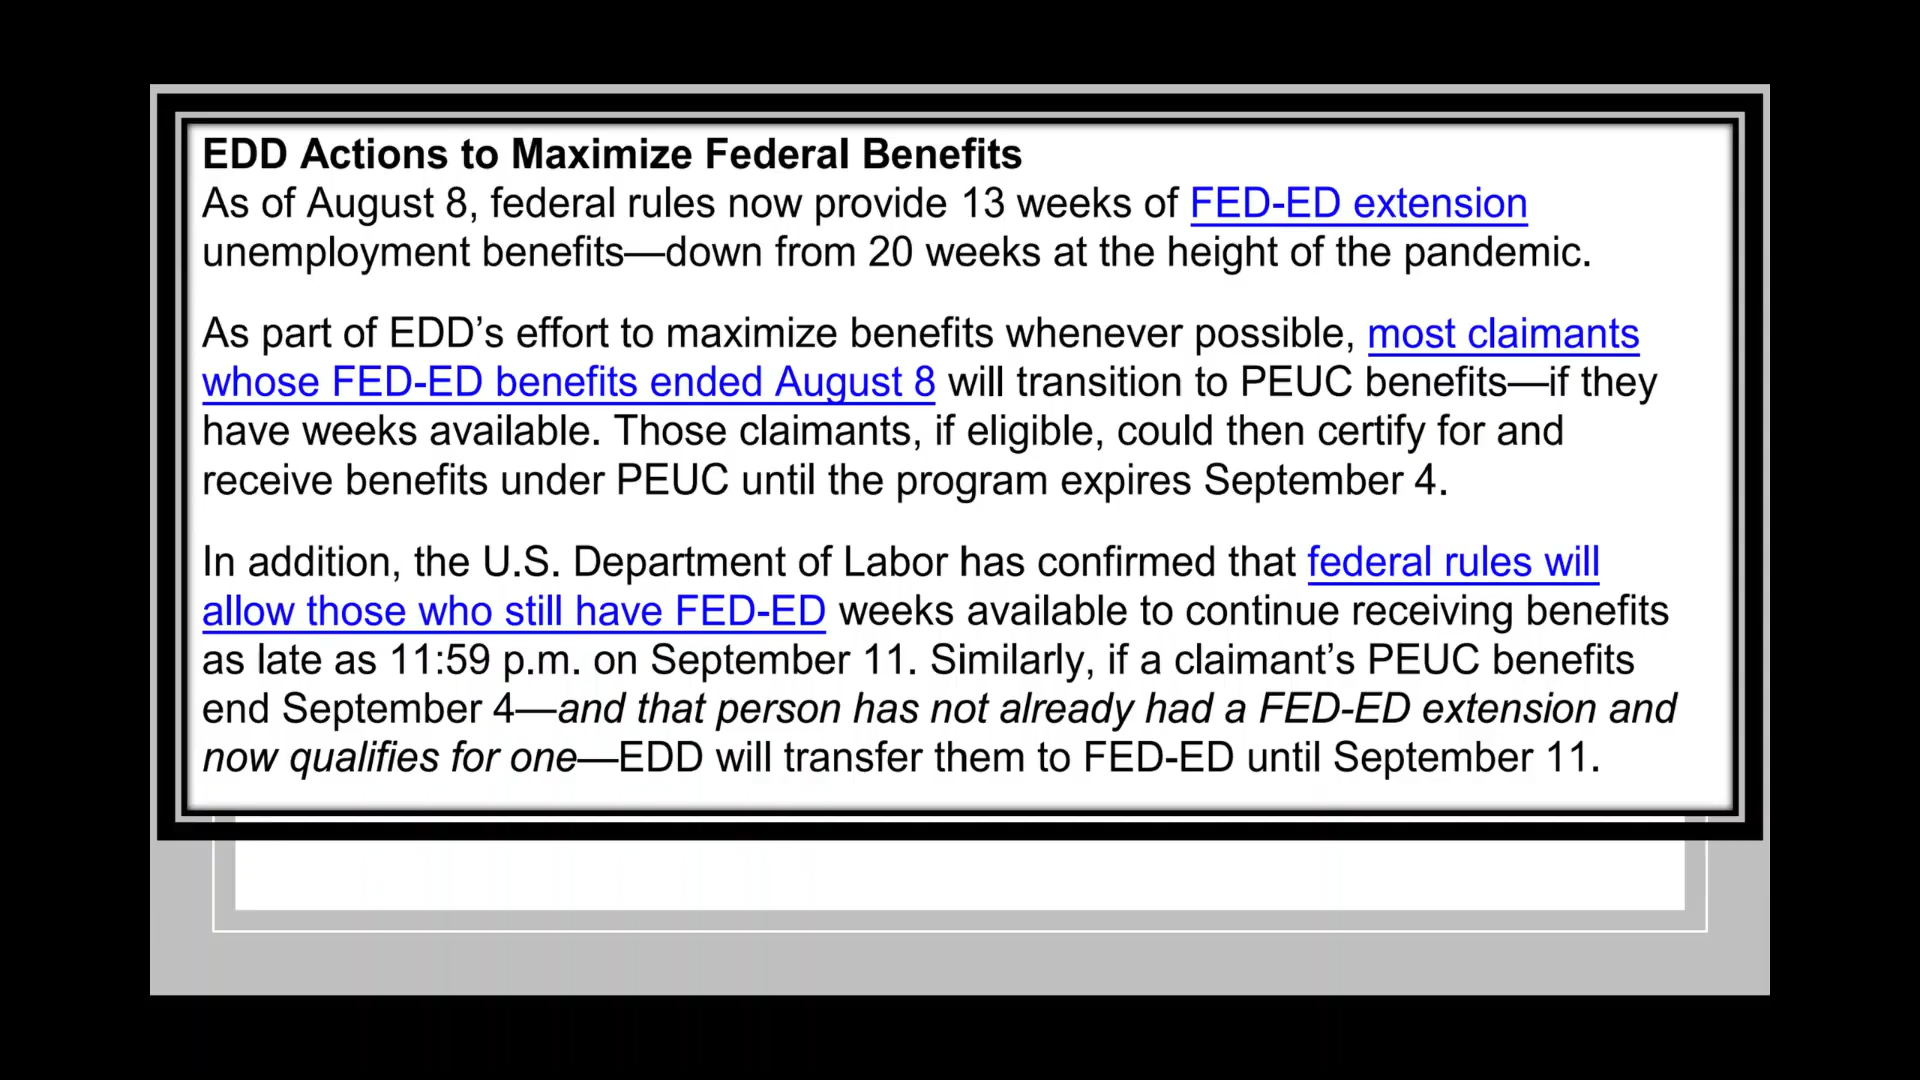 EDD Actions to Maximize Federal Benefits
As of August 8, federal rules now provide 13 weeks of FED-ED extension
unemployment benefits—down from 20 weeks at the height of the pandemic.
As part of EDD’s effort to maximize benefits whenever possible, most claimants
whose FED-ED benefits ended August 8 will transition to PEUC benefits—if they
have weeks available. Those claimants, if eligible, could then certify for and
receive benefits under PEUC until the program expires September 4.
In addition, the U.S. Department of Labor has confirmed that federal rules will
allow those who still have FED-ED weeks available to continue receiving benefits
as late as 11:59 p.m. on September 11. Similarly, if a claimant’s PEUC benefits
end September 4—and that person has not already had a FED-ED extension and
now qualifies for one—EDD will transfer them to FED-ED until September 11.